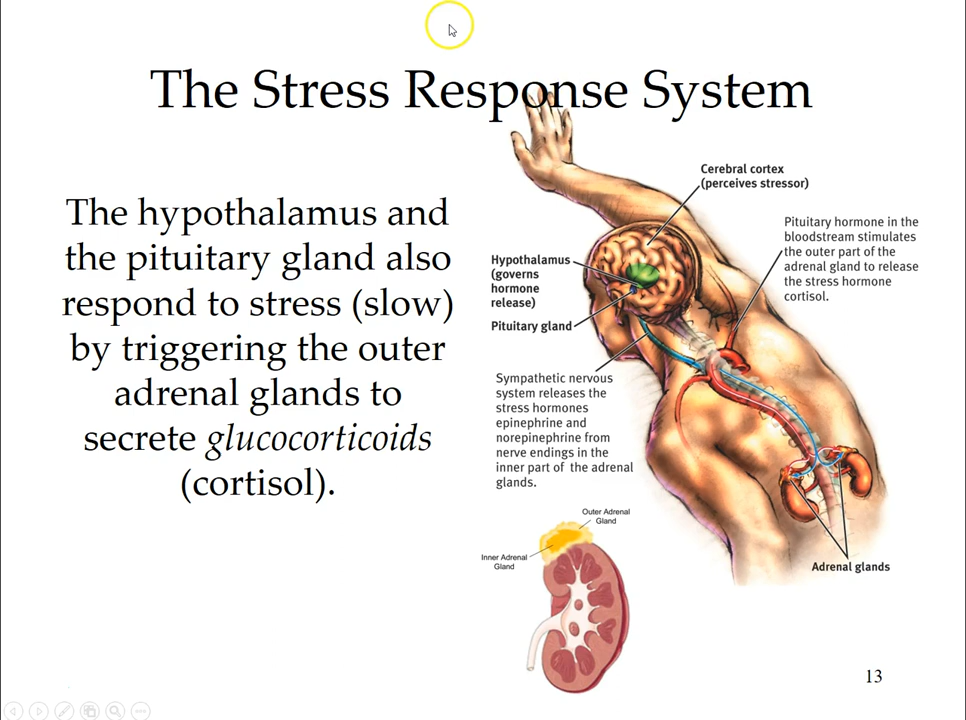 The Stress Response System
The hypothalamus and
the pituitary gland also
respond to stress (slow)
by triggering the outer
adrenal glands to
secrete glucocorticoids
(cortisol).
Cerebral cortex
(perceives stressor)
Pituitary hormone in the
bloodstream stimulates
the outer part of the
adrenal gland to release
the stress hormone
cortisol.
Hypothalamus
(governs
hormone
release)
Pituitary gland
Sympathetic nervous
system releases the
stress hormones
epinephrine and
norepinephrine from
nerve endings in the
inner part of the adrenal
glands.
Outer Adrenal
Gland
Inner Adrenal
Gland
Adrenal glands
13